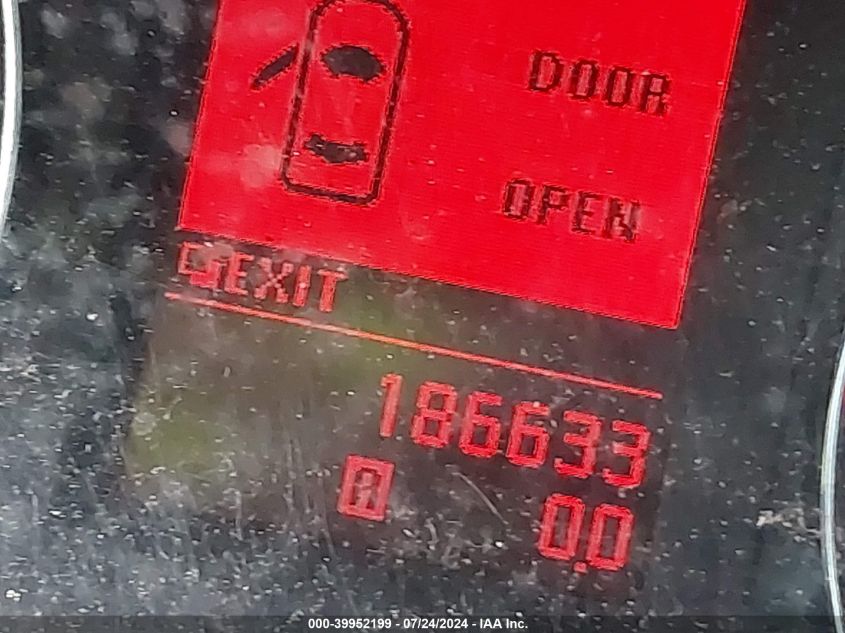 DOOR
OPEN
EXIT
186633
A 0.0
000-39952199 - 07/24/2024 - IAA Inc.